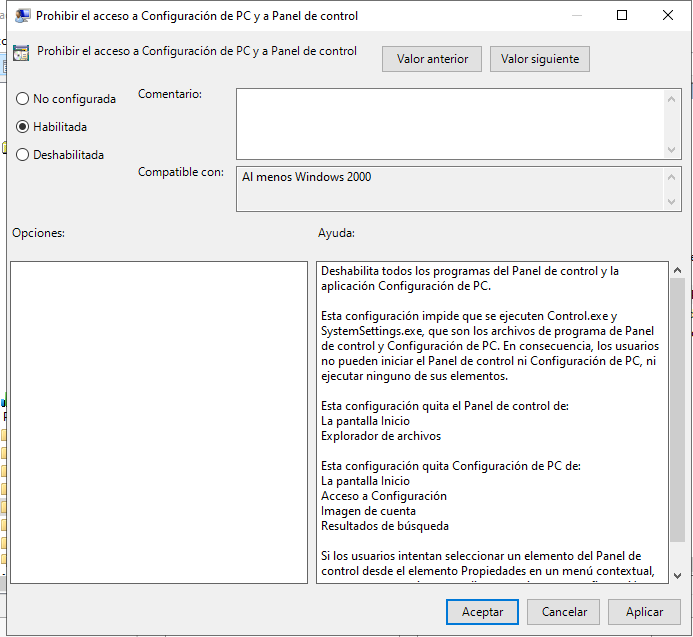 Prohibir el acceso a Configuración de PC y a Panel de control
Prohibir el acceso a Configuración de PC y a Panel de control
Valor anterior
Valor siguiente
No configurada
Habilitada
Deshabilitada
Comentario:
Compatible con:
Al menos Windows 2000
Opciones:
Ayuda:
Deshabilita todos los programas del Panel de control y la
aplicación Configuración de PC.
Esta configuración impide que se ejecuten Control.exe y
SystemSettings.exe, que son los archivos de programa de Panel
de control y Configuración de PC. En consecuencia, los usuarios
no pueden iniciar el Panel de control ni Configuración de PC, ni
ejecutar ninguno de sus elementos.
Esta configuración quita el Panel de control de:
La pantalla Inicio
Explorador de archivos
Esta configuración quita Configuración de PC de:
La pantalla Inicio
Acceso a Configuración
Imagen de cuenta
Resultados de búsqueda
Si los usuarios intentan seleccionar un elemento del Panel de
control desde el elemento Propiedades en un menú contextual,
Aceptar
Cancelar
Aplicar